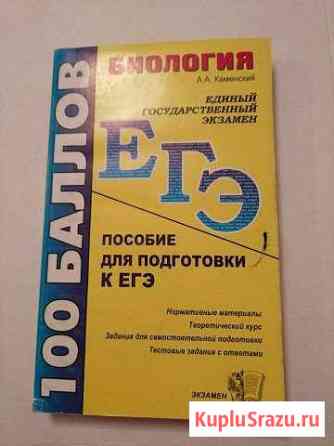 100 БАЛЛОВ
БИОЛОГИЯ
А.А. Каменский
ЕДИНЫЙ
ГОСУДАРСТВЕННЫЙ
ЭКЗАМЕН
ЕГЭ
ПОСОБИЕ
ДЛЯ ПОДГОТОВКИ
К ЕГЭ
Нормативные материалы
Теоретический курс
Задания для самостоятельной подготовки
Тестовые задания с ответами
ЭКЗАМЕН
KupluSrazu.ru